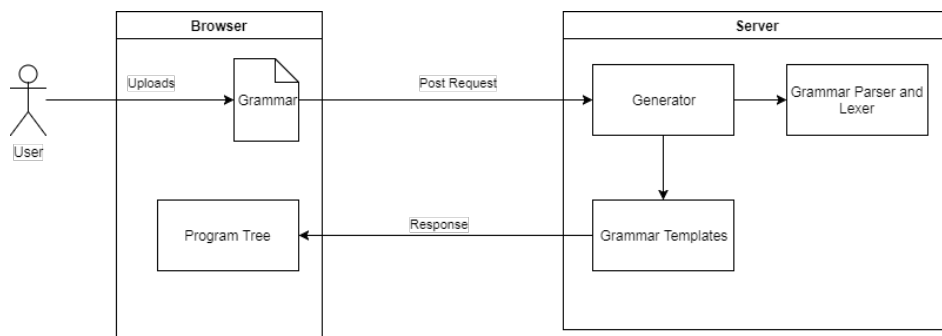 Browser
Server
Uploads
Grammar
Post Request
Generator
Grammar Parser and
Lexer
User
Program Tree
Response
Grammar Templates